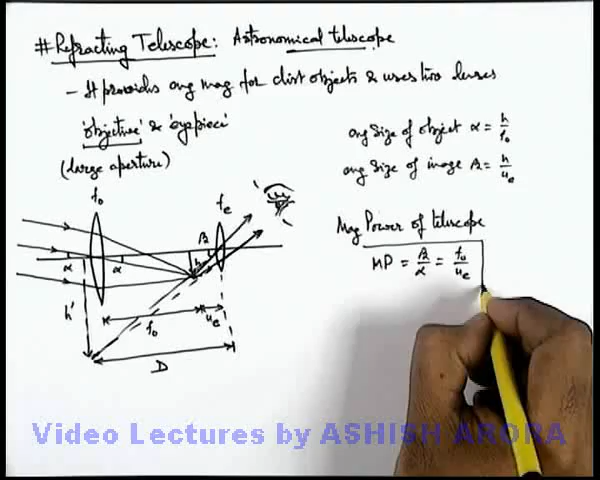 # Refracting Telescope: Astronomical telescope
- It provides ang mag for dist objects & uses two lenses
'objective' & 'eyepiece'
(large aperture)
ang size of object α = h/f₀
ang size of image β = h/uₑ
Mag Power of telescope
MP = β/α = f₀/uₑ
f₀
fₑ
β
α
α
h
h'
f₀
uₑ
D
Video Lectures by ASHISH ARORA